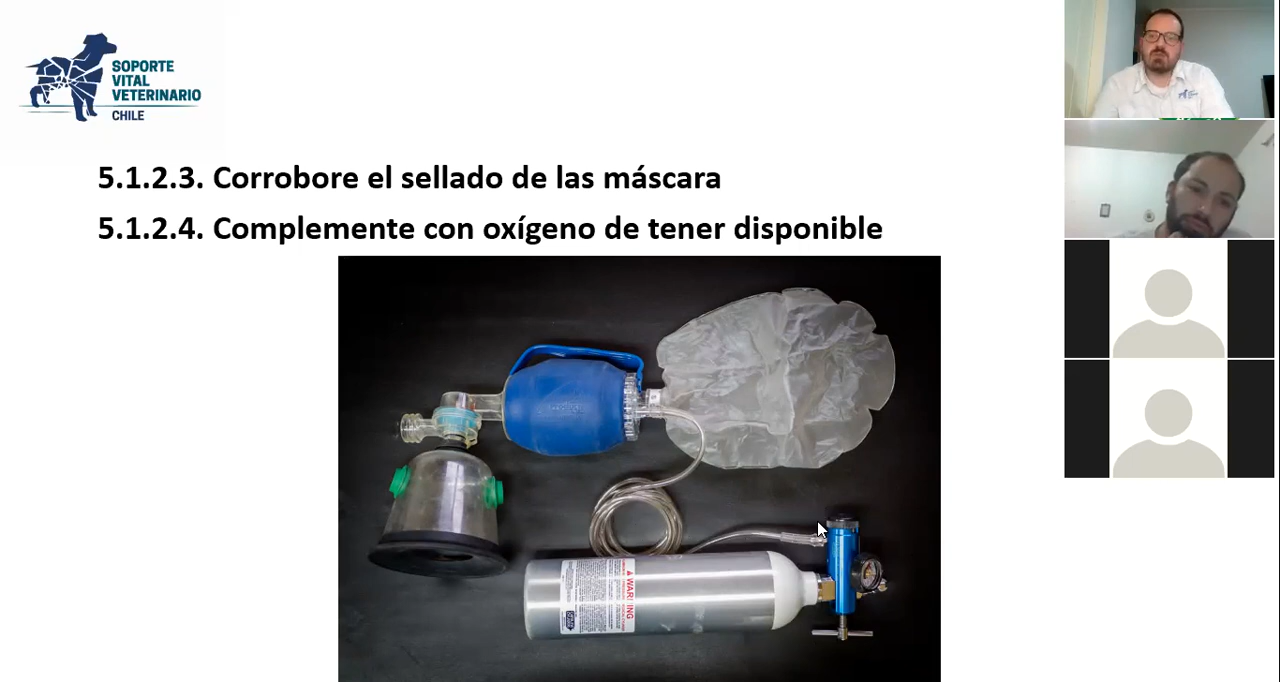 SOPORTE
VITAL
VETERINARIO
CHILE
5.1.2.3. Corrobore el sellado de las máscara
5.1.2.4. Complemente con oxígeno de tener disponible
WARNING